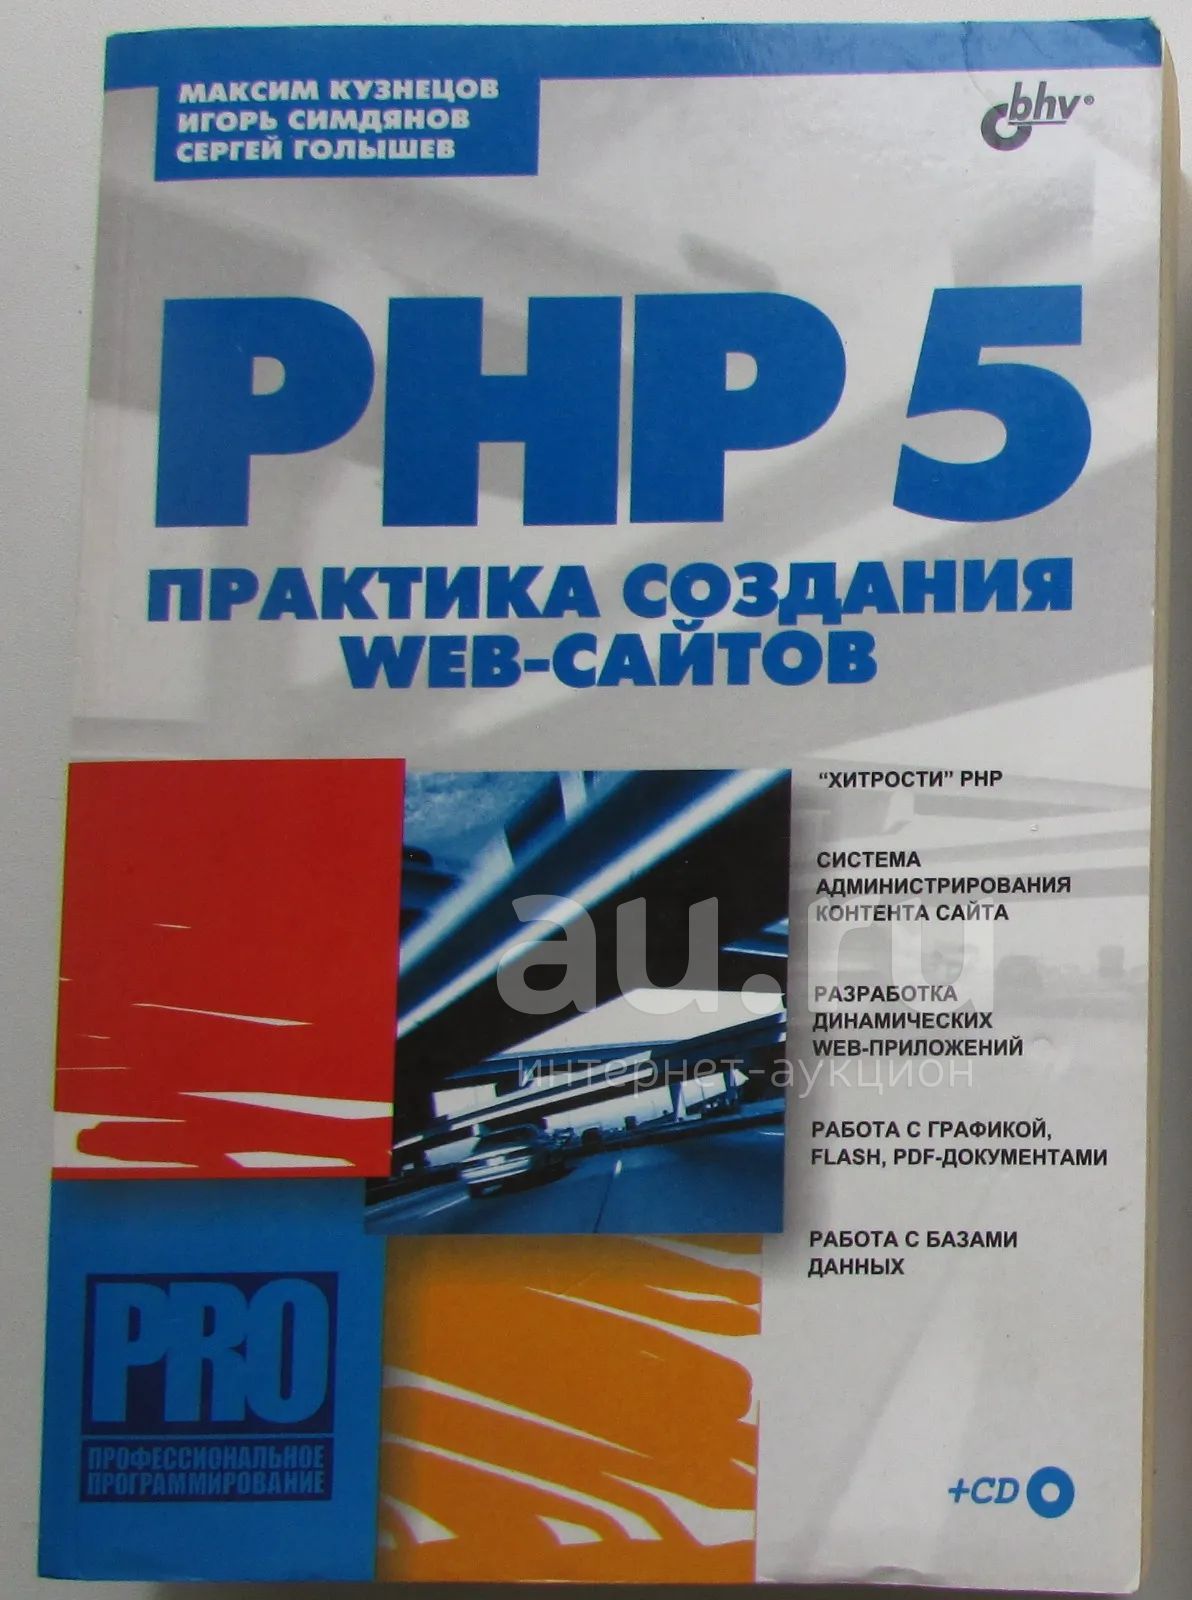 МАКСИМ КУЗНЕЦОВ
ИГОРЬ СИМДЯНОВ
СЕРГЕЙ ГОЛЫШЕВ
bhv®
PHP 5
ПРАКТИКА СОЗДАНИЯ
WEB-САЙТОВ
“ХИТРОСТИ” PHP
СИСТЕМА
АДМИНИСТРИРОВАНИЯ
КОНТЕНТА САЙТА
au.ru
РАЗРАБОТКА
ДИНАМИЧЕСКИХ
WEB-ПРИЛОЖЕНИЙ
интернет-аукцион
РАБОТА С ГРАФИКОЙ,
FLASH, PDF-ДОКУМЕНТАМИ
РАБОТА С БАЗАМИ
ДАННЫХ
PRO
ПРОФЕССИОНАЛЬНОЕ
ПРОГРАММИРОВАНИЕ
+CD